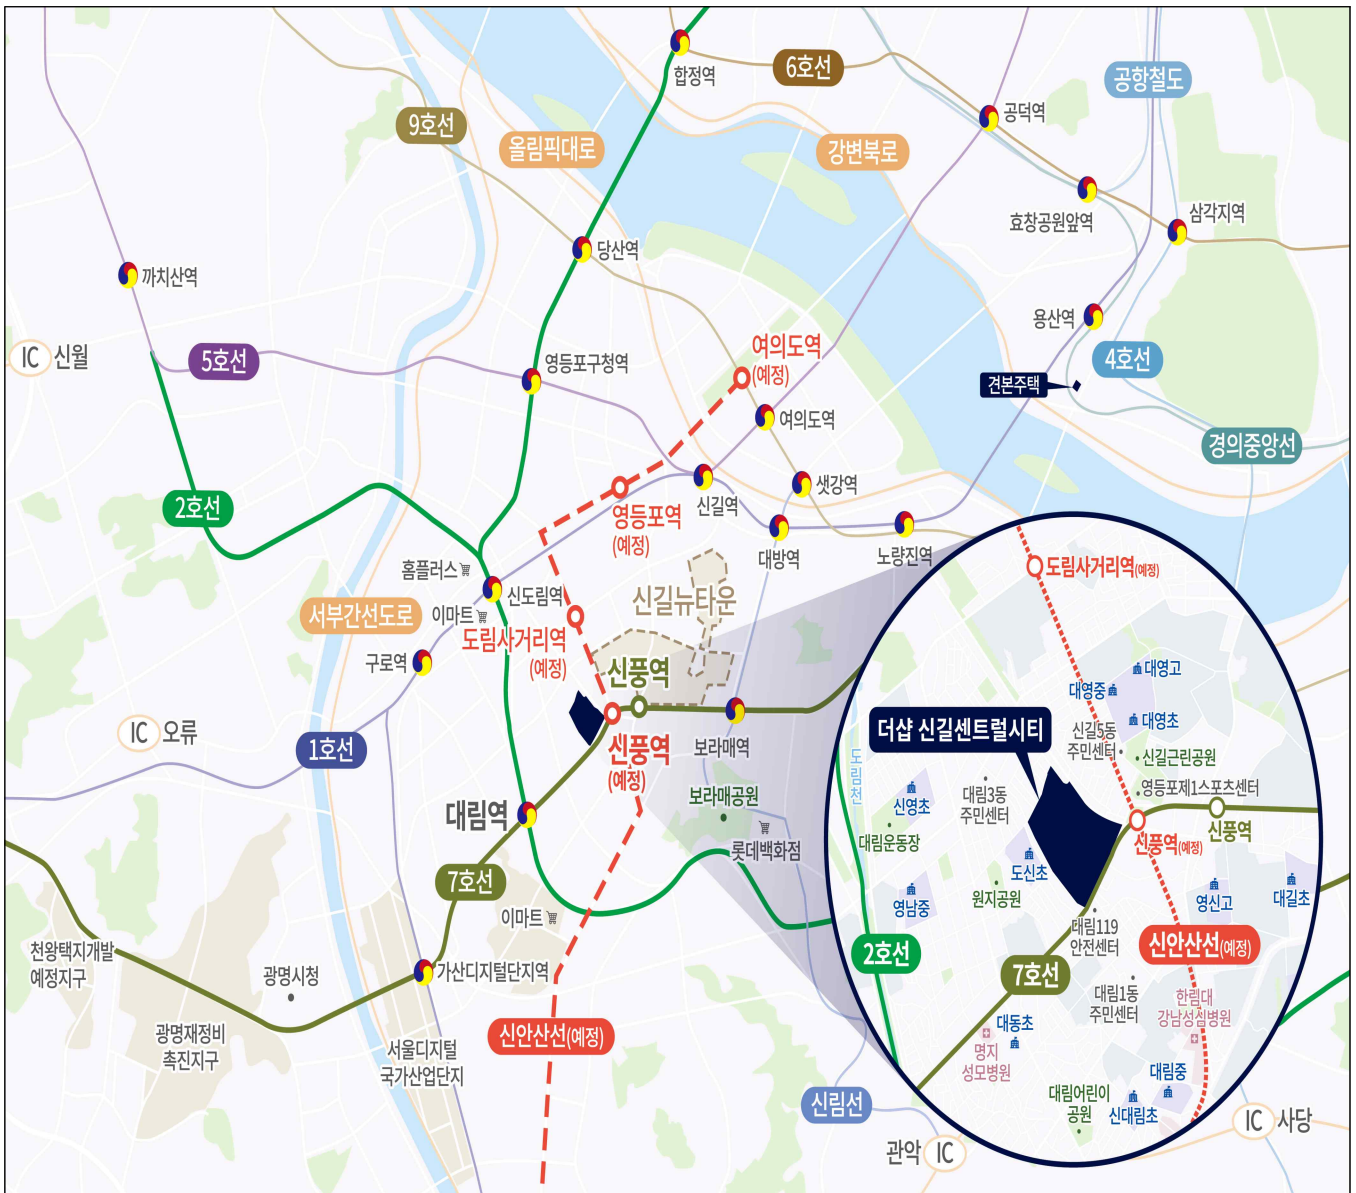 합정역
6호선
공항철도
9호선
공덕역
올림픽대로
강변북로
효창공원앞역
삼각지역
당산역
까치산역
용산역
IC 신월
5호선
영등포구청역
여의도역
(예정)
4호선
견본주택
여의도역
경의중앙선
2호선
신길역
샛강역
영등포역
(예정)
대방역
노량진역
홈플러스
신도림역
이마트
신길뉴타운
서부간선도로
도림사거리역
(예정)
구로역
신풍역
IC 오류
1호선
신풍역
(예정)
보라매역
보라매공원
대림역
롯데백화점
7호선
이마트
천왕택지개발
예정지구
광명시청
가산디지털단지역
광명재정비
촉진지구
서울디지털
국가산업단지
신안산선(예정)
신림선
관악 IC
IC 사당
도림사거리역(예정)
대영고
대영중
대영초
더샵 신길센트럴시티
신길5동
주민센터
신길근린공원
도림천
영등포제1스포츠센터
신영초
대림3동
주민센터
신풍역
신풍역(예정)
대림운동장
도신초
원지공원
영남중
영신고
대길초
대림119
안전센터
2호선
신안산선(예정)
7호선
대림1동
주민센터
한림대
강남성심병원
대동초
명지
성모병원
대림중
대림어린이
공원
신대림초